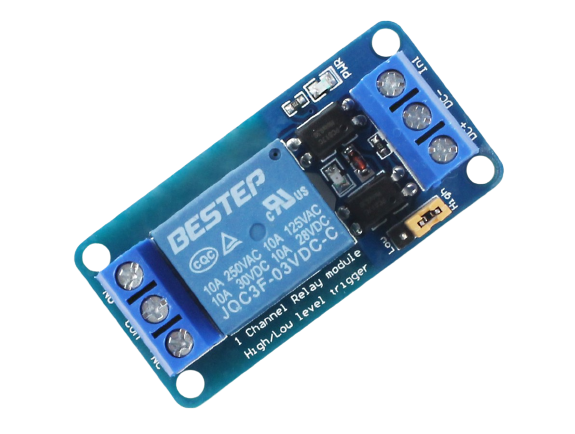 PWR
IN1
DC-
DC+
High
Low
BESTEP
c UL us
CQC
10A 250VAC 10A 125VAC
10A 30VDC 10A 28VDC
JQC3F-03VDC-C
NO
COM
NC
1 Channel Relay module
High/Low level trigger